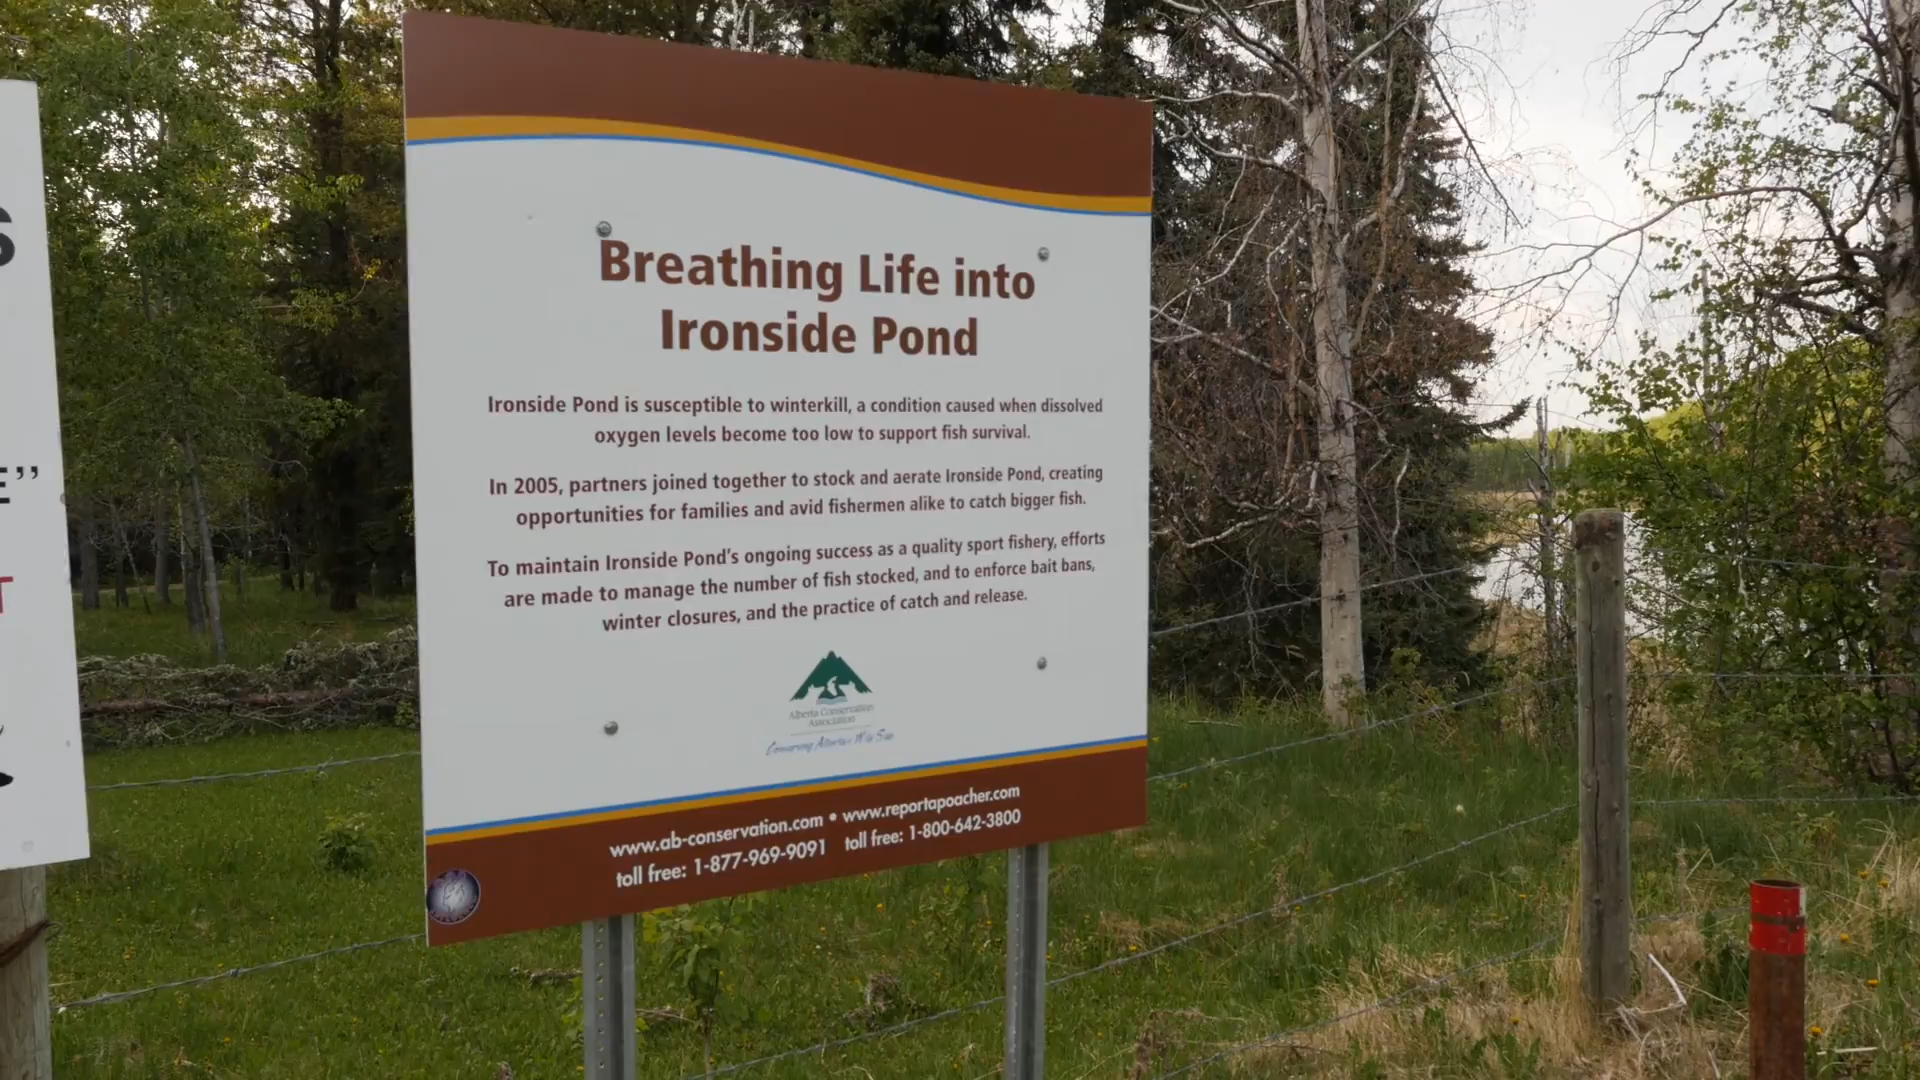 S
E”
T
Breathing Life into
Ironside Pond
Ironside Pond is susceptible to winterkill, a condition caused when dissolved
oxygen levels become too low to support fish survival.
In 2005, partners joined together to stock and aerate Ironside Pond, creating
opportunities for families and avid fishermen alike to catch bigger fish.
To maintain Ironside Pond's ongoing success as a quality sport fishery, efforts
are made to manage the number of fish stocked, and to enforce bait bans,
winter closures, and the practice of catch and release.
Alberta Conservation
Association
www.ab-conservation.com • www.reportapoacher.com
toll free: 1-877-969-9091 toll free: 1-800-642-3800